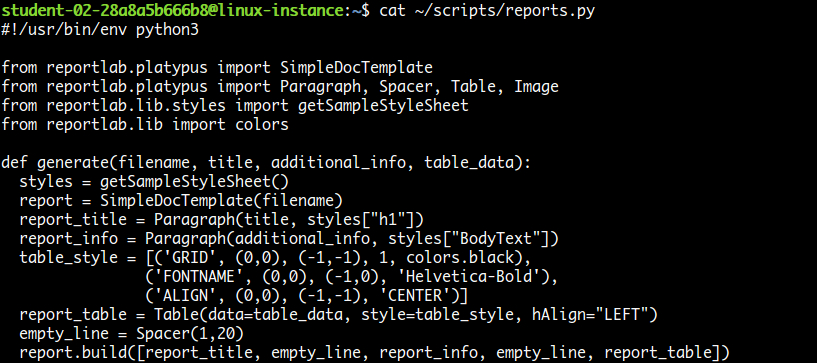 student-02-28a8a5b666b8@linux-instance:~$ cat ~/scripts/reports.py
#!/usr/bin/env python3

from reportlab.platypus import SimpleDocTemplate
from reportlab.platypus import Paragraph, Spacer, Table, Image
from reportlab.lib.styles import getSampleStyleSheet
from reportlab.lib import colors

def generate(filename, title, additional_info, table_data):
  styles = getSampleStyleSheet()
  report = SimpleDocTemplate(filename)
  report_title = Paragraph(title, styles["h1"])
  report_info = Paragraph(additional_info, styles["BodyText"])
  table_style = [('GRID', (0,0), (-1,-1), 1, colors.black),
                ('FONTNAME', (0,0), (-1,0), 'Helvetica-Bold'),
                ('ALIGN', (0,0), (-1,-1), 'CENTER')]
  report_table = Table(data=table_data, style=table_style, hAlign="LEFT")
  empty_line = Spacer(1,20)
  report.build([report_title, empty_line, report_info, empty_line, report_table])